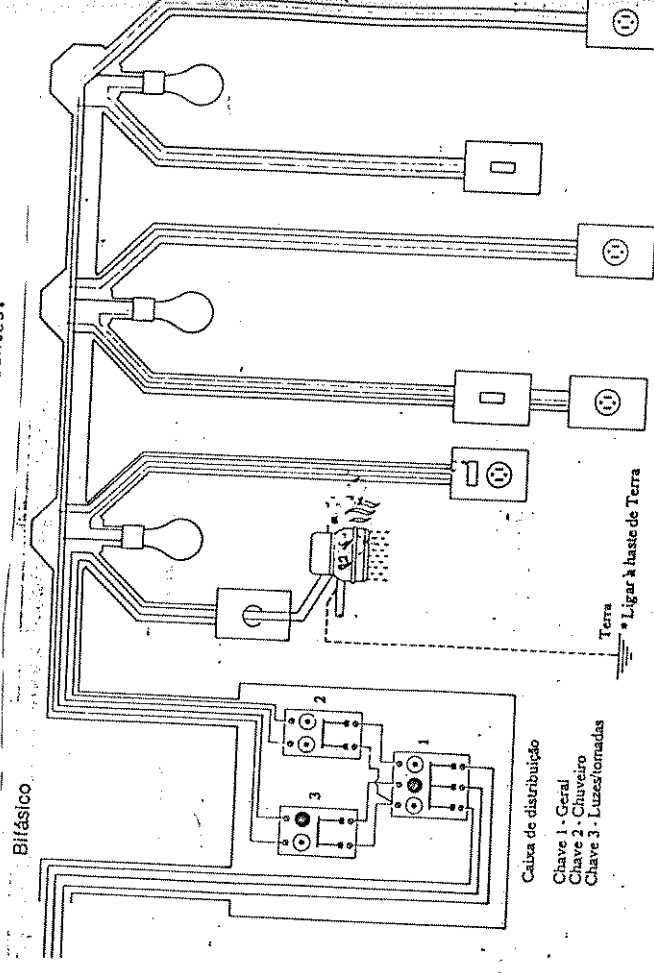 Bifásico
3
2
1
Terra
* Ligar à haste de Terra
Caixa de distribuição
Chave 1 - Geral
Chave 2 - Chuveiro
Chave 3 - Luzes/tomadas